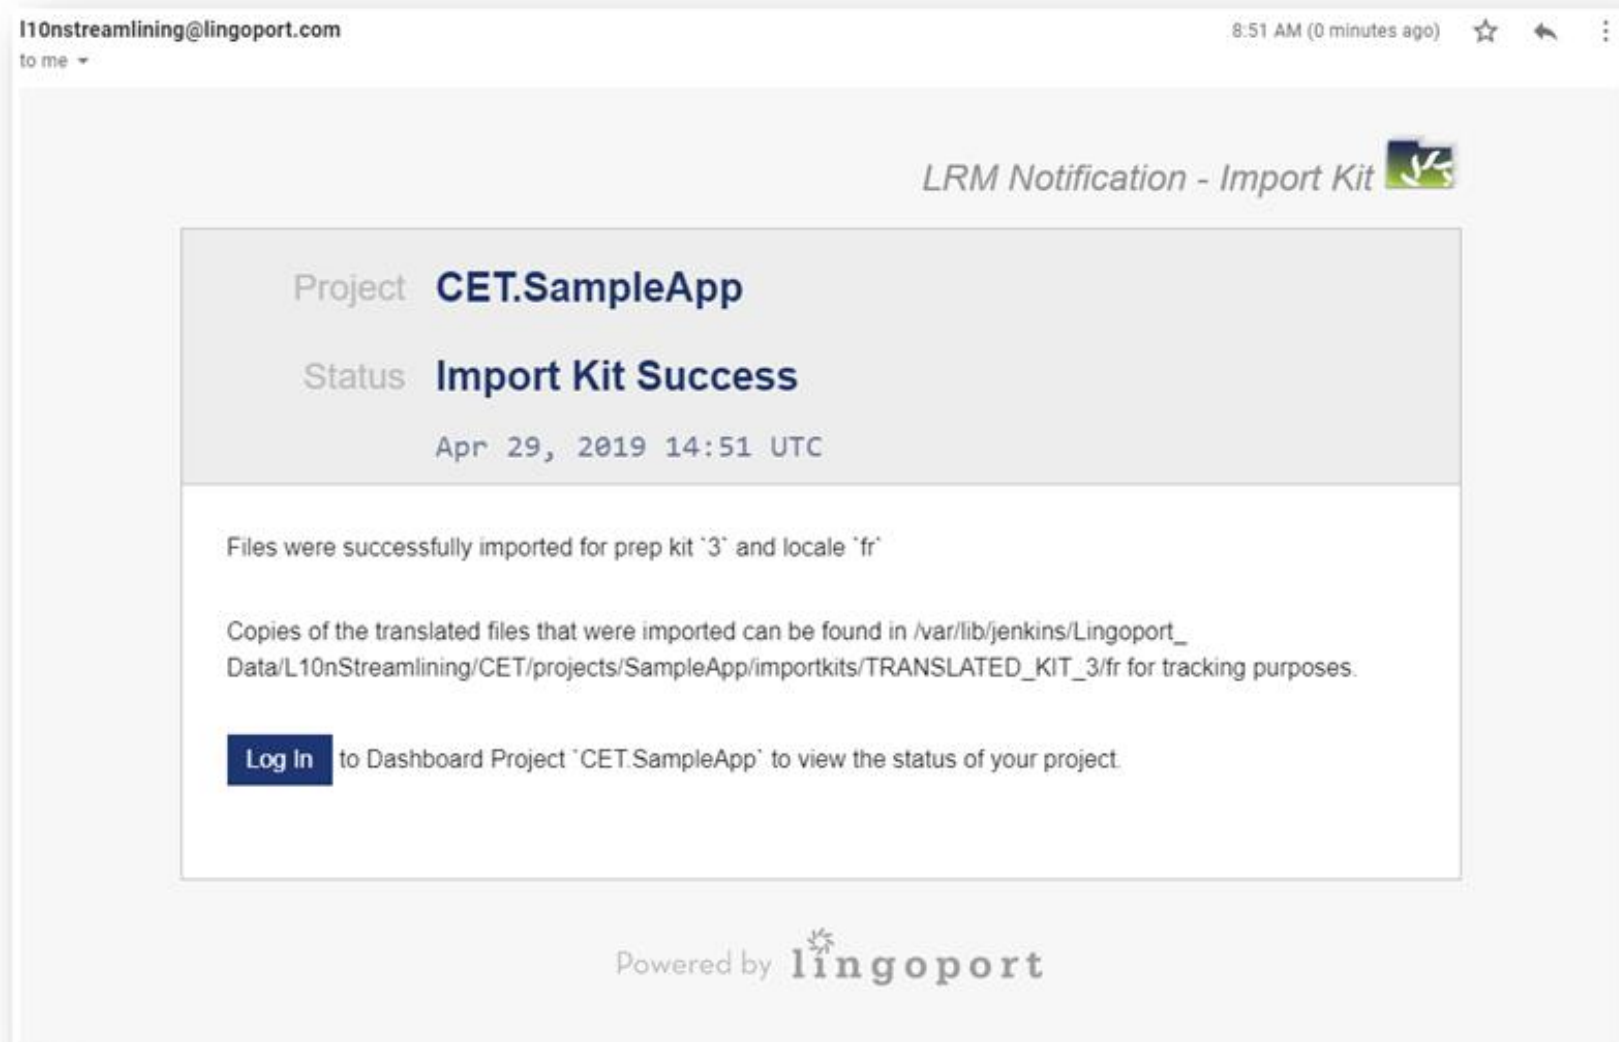 l10nstreamlining@lingoport.com
8:51 AM (0 minutes ago)
to me
LRM Notification - Import Kit
Project CET.SampleApp
Status Import Kit Success
Apr 29, 2019 14:51 UTC
Files were successfully imported for prep kit `3` and locale `fr`
Copies of the translated files that were imported can be found in /var/lib/jenkins/Lingoport_
Data/L10nStreamlining/CET/projects/SampleApp/importkits/TRANSLATED_KIT_3/fr for tracking purposes.
Log In to Dashboard Project `CET.SampleApp` to view the status of your project.
Powered by lingoport